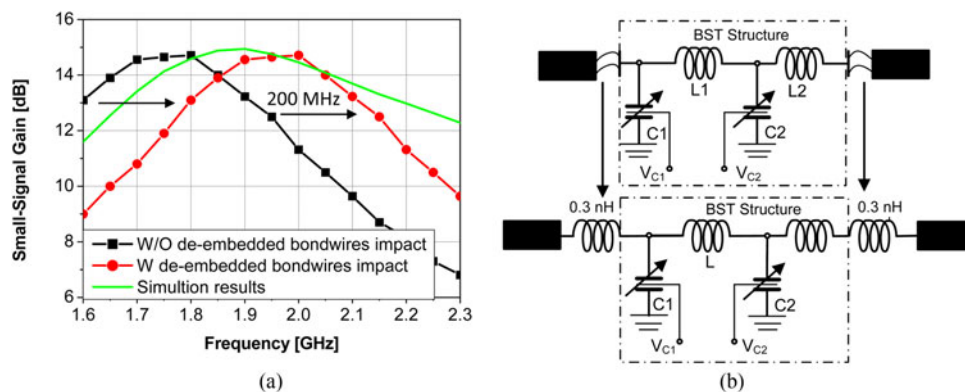 Small-Signal Gain [dB]
16
14
12
10
8
6
200 MHz
W/O de-embedded bondwires impact
W de-embedded bondwires impact
Simultion results
1.6 1.7 1.8 1.9 2.0 2.1 2.2 2.3
Frequency [GHz]
(a)
BST Structure
L1 L2
C1 C2
VC1 VC2
0.3 nH BST Structure 0.3 nH
L
C1 C2
VC1 VC2
(b)